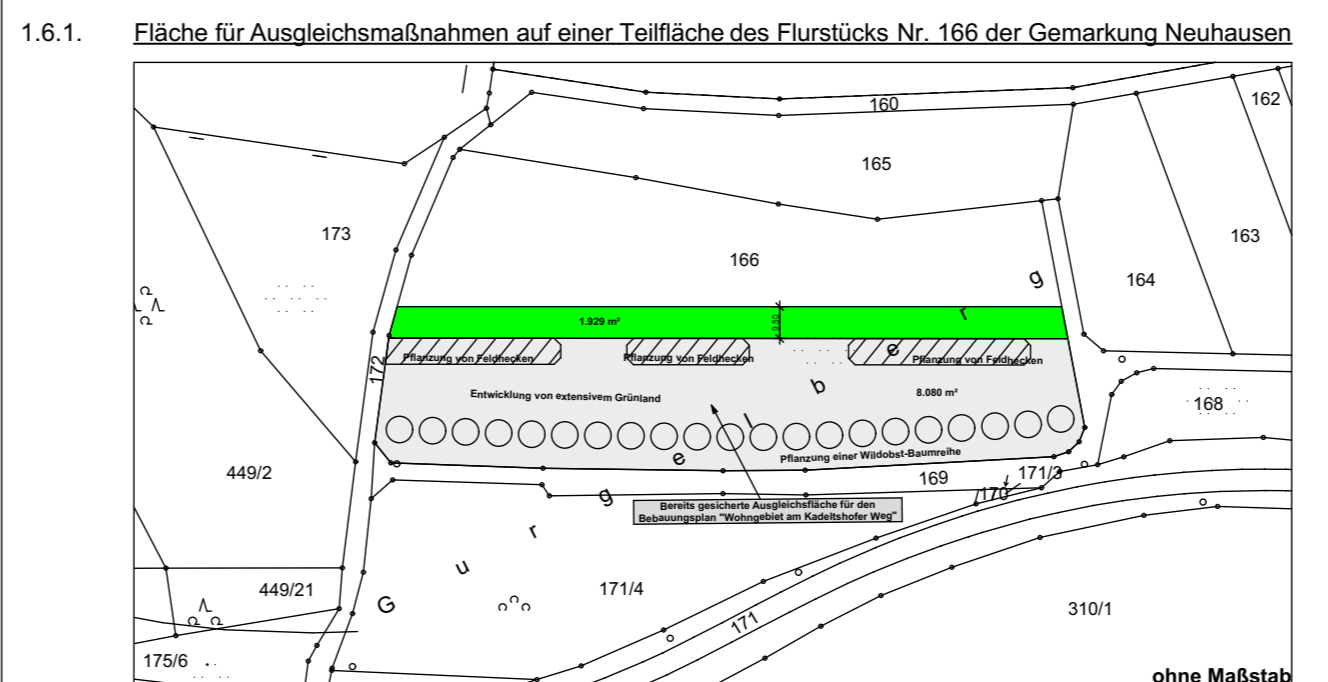 1.6.1. Fläche für Ausgleichsmaßnahmen auf einer Teilfläche des Flurstücks Nr. 166 der Gemarkung Neuhausen
160
162
165
173
166
163
164
1.929 m²
9.50
Pflanzung von Feldhecken
Pflanzung von Feldhecken
Pflanzung von Feldhecken
172
Entwicklung von extensivem Grünland
8.080 m²
168
Pflanzung einer Wildobst-Baumreihe
449/2
169
170
171/3
Bereits gesicherte Ausgleichsfläche für den
Bebauungsplan "Wohngebiet am Kadeltshofer Weg"
Gurgelberg
449/21
171/4
171
310/1
175/6
ohne Maßstab